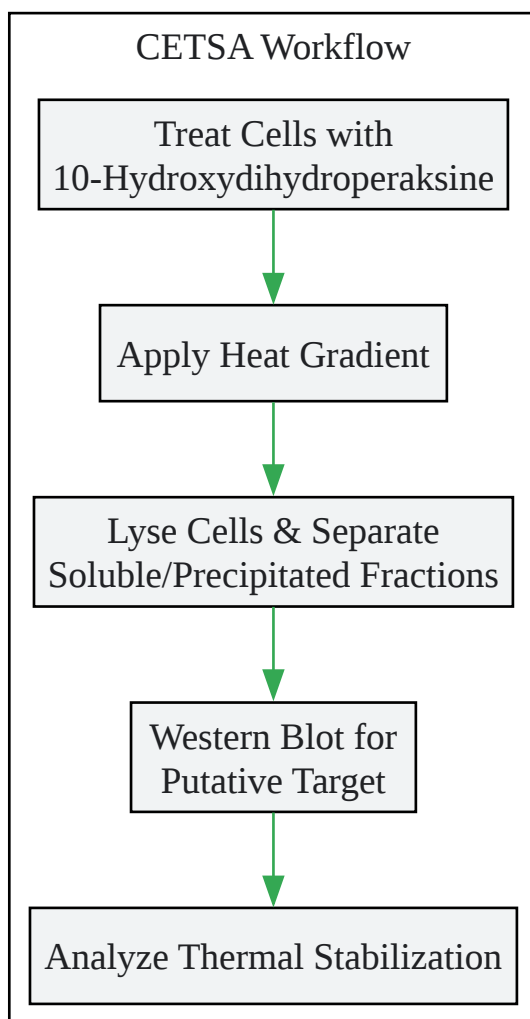 CETSA Workflow
Treat Cells with
10-Hydroxydihydroperaksine
Apply Heat Gradient
Lyse Cells & Separate
Soluble/Precipitated Fractions
Western Blot for
Putative Target
Analyze Thermal Stabilization